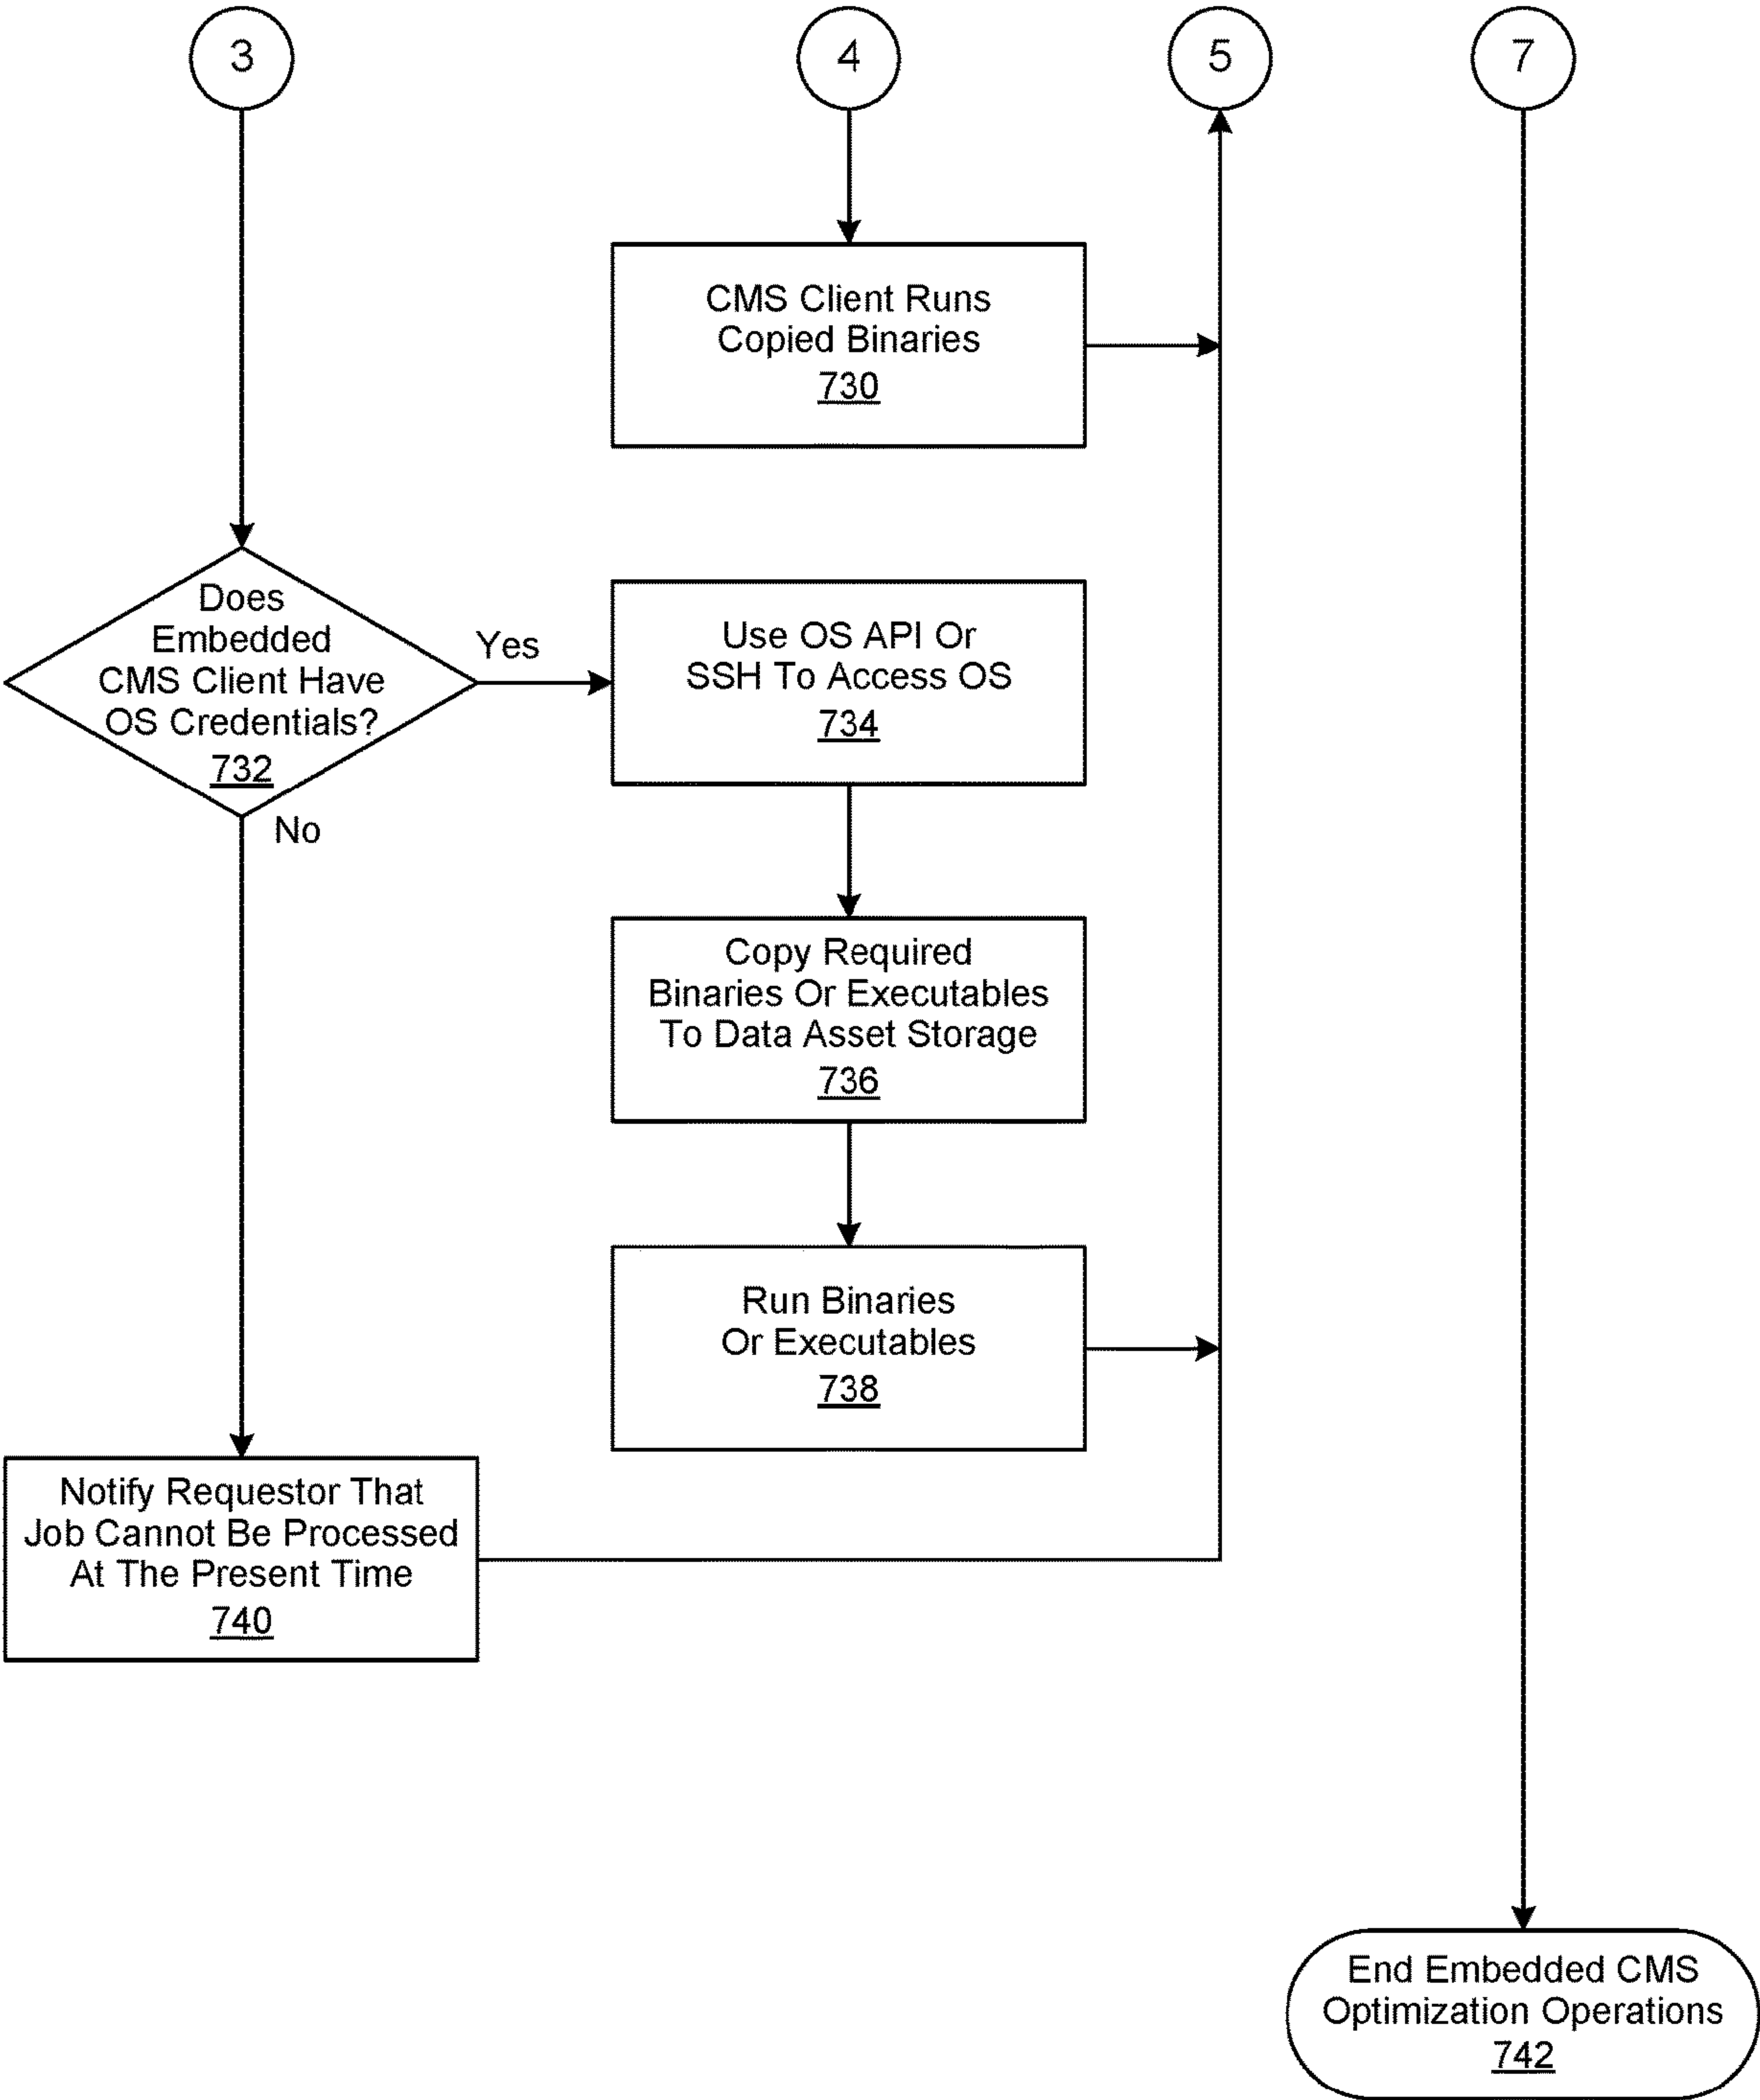 3
4
5
7
CMS Client Runs
Copied Binaries
730
Does
Embedded
CMS Client Have
OS Credentials?
732
Yes
No
Use OS API Or
SSH To Access OS
734
Copy Required
Binaries Or Executables
To Data Asset Storage
736
Run Binaries
Or Executables
738
Notify Requestor That
Job Cannot Be Processed
At The Present Time
740
End Embedded CMS
Optimization Operations
742